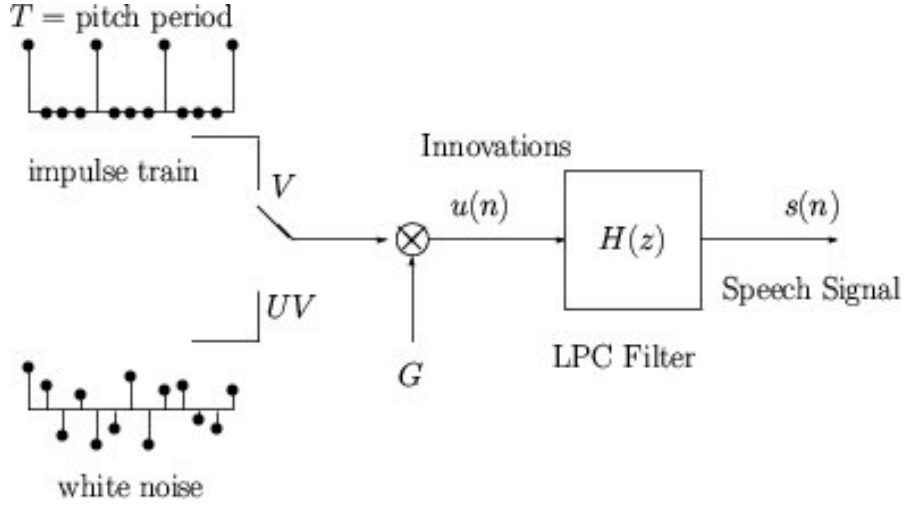 T = pitch period
impulse train
V
Innovations
u(n)
H(z)
s(n)
Speech Signal
UV
G
LPC Filter
white noise